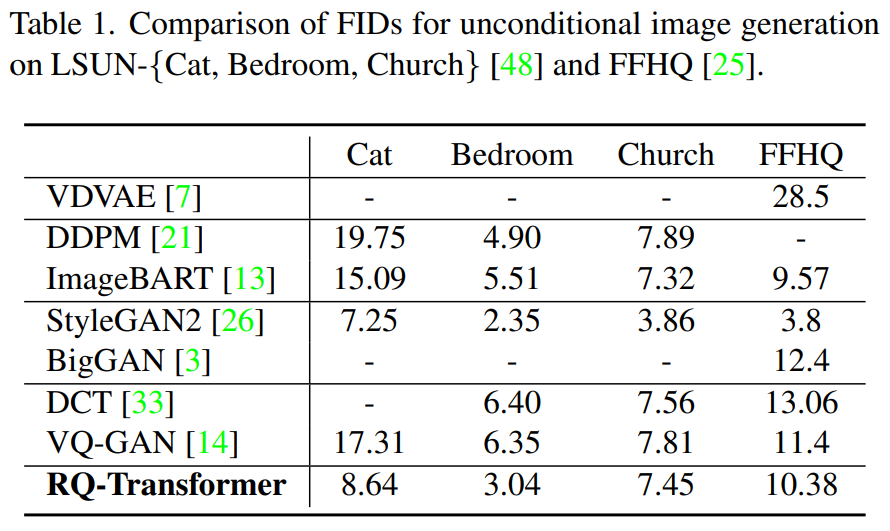 Table 1. Comparison of FIDs for unconditional image generation
on LSUN-{Cat, Bedroom, Church} [48] and FFHQ [25].
Cat Bedroom Church FFHQ
VDVAE [7] - - - 28.5
DDPM [21] 19.75 4.90 7.89 -
ImageBART [13] 15.09 5.51 7.32 9.57
StyleGAN2 [26] 7.25 2.35 3.86 3.8
BigGAN [3] - - - 12.4
DCT [33] - 6.40 7.56 13.06
VQ-GAN [14] 17.31 6.35 7.81 11.4
RQ-Transformer 8.64 3.04 7.45 10.38